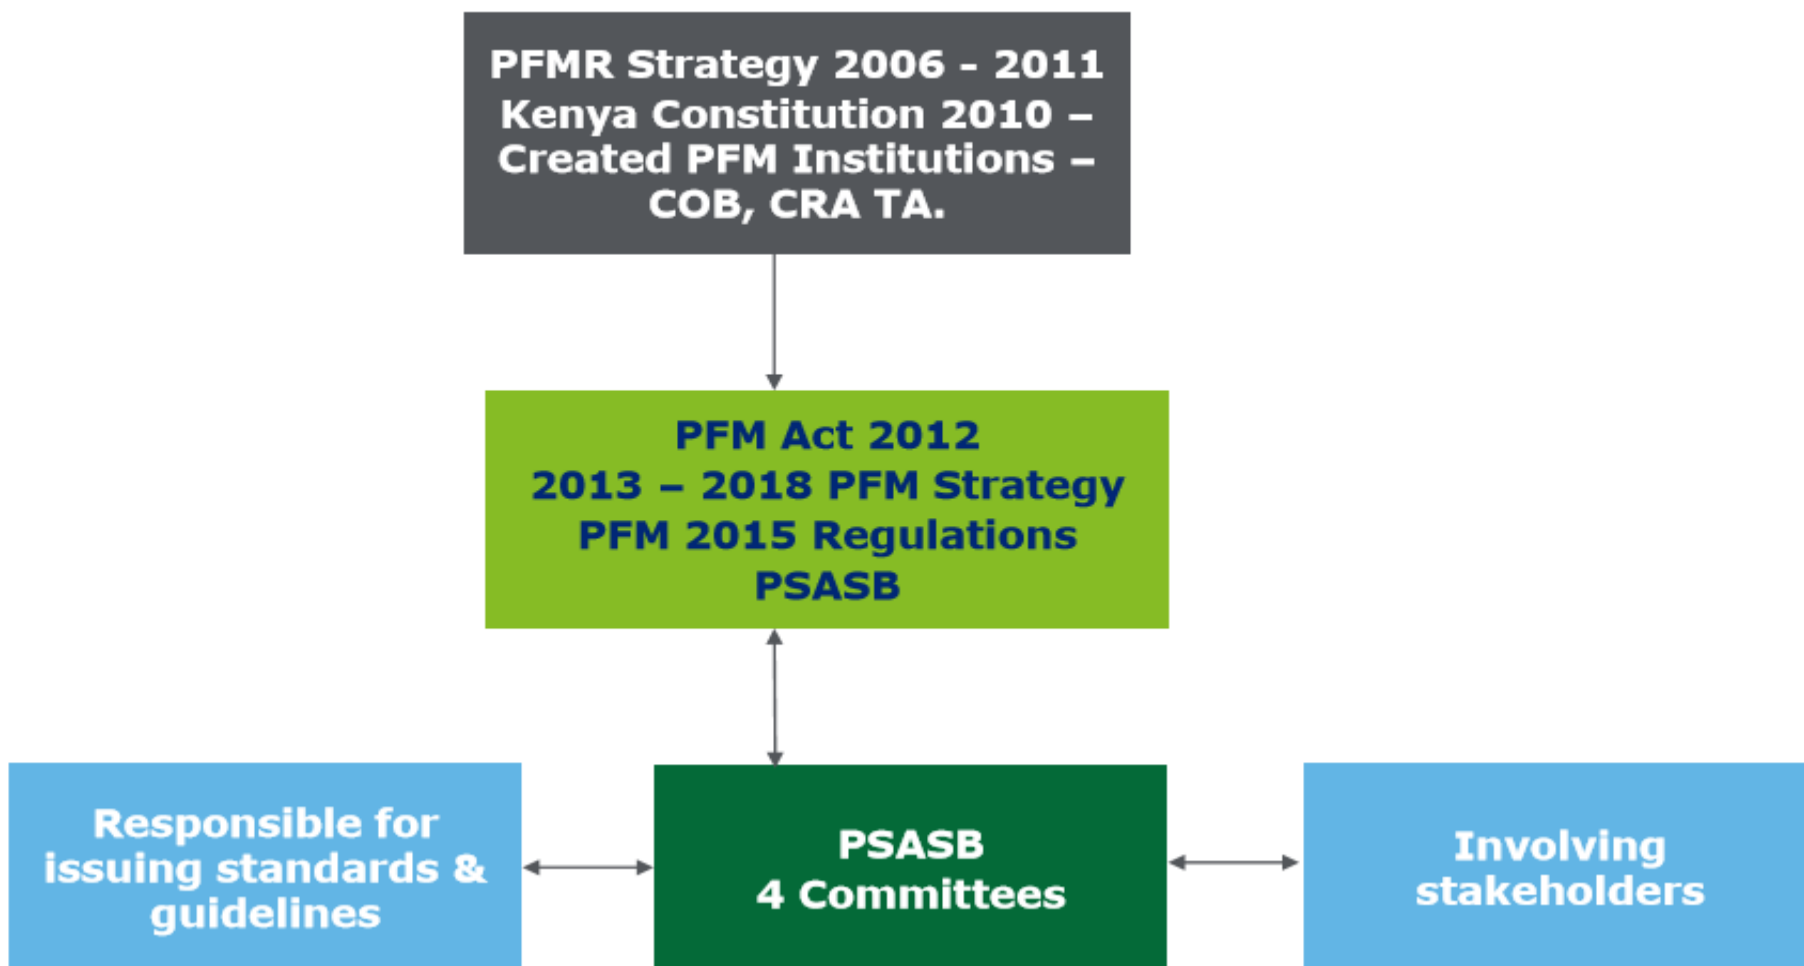 PFMR Strategy 2006 - 2011
Kenya Constitution 2010 –
Created PFM Institutions –
COB, CRA TA.
PFM Act 2012
2013 – 2018 PFM Strategy
PFM 2015 Regulations
PSASB
Responsible for
issuing standards &
guidelines
PSASB
4 Committees
Involving
stakeholders